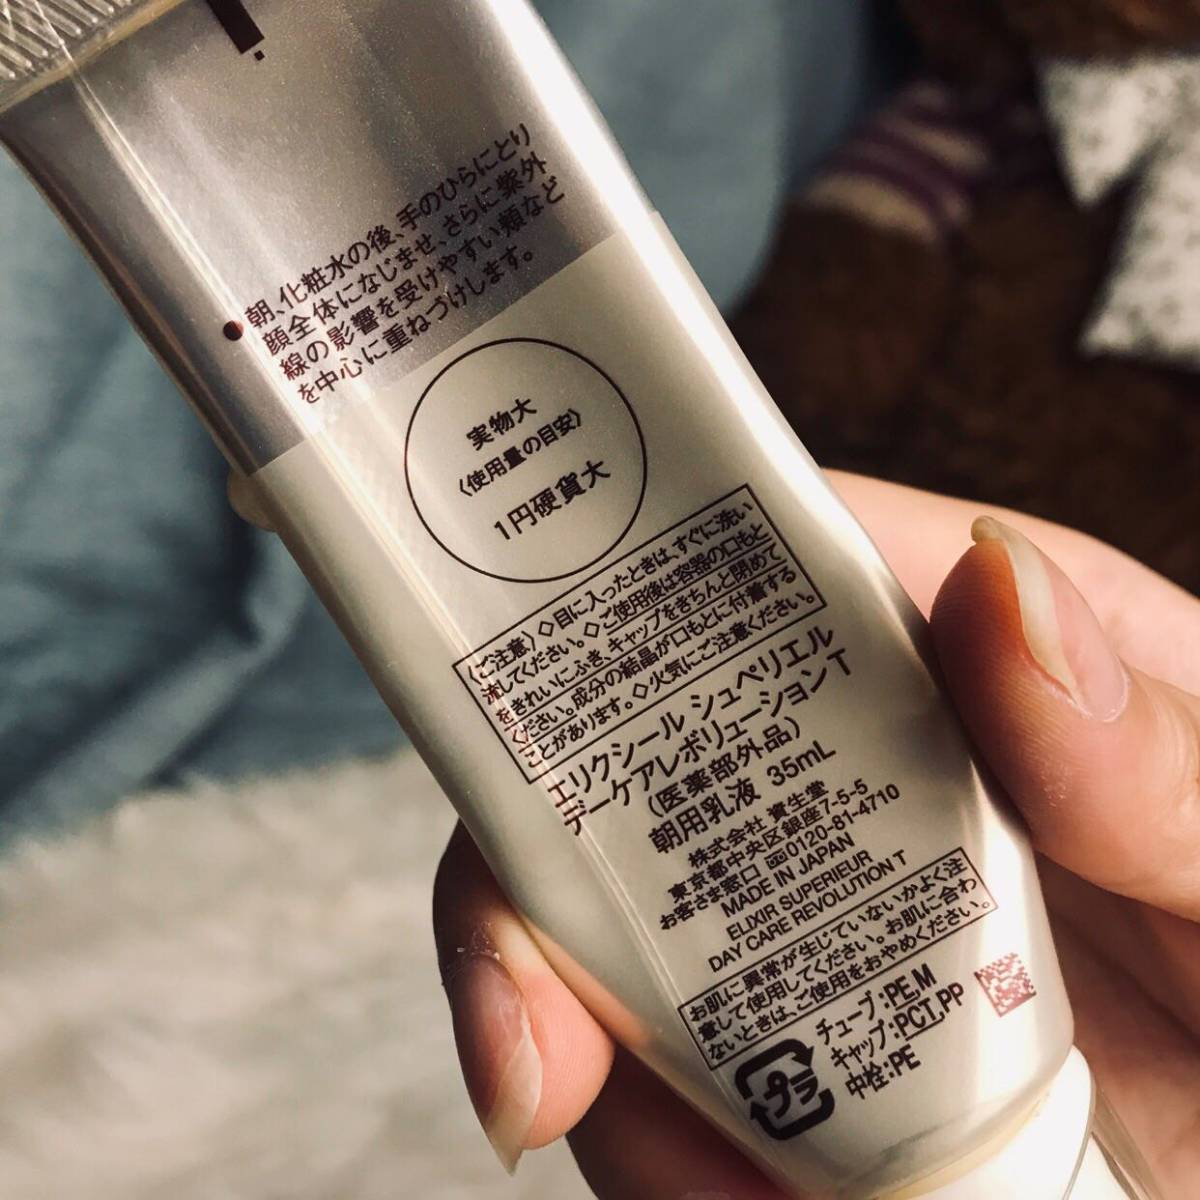 ●朝、化粧水の後、手のひらにとり
顔全体になじませ、さらに紫外
線の影響を受けやすい頬など
を中心に重ねづけします。
実物大
〈使用量の目安〉
1円硬貨大
〈ご注意〉◇目に入ったときは、すぐに洗い
流してください。◇ご使用後は容器の口もと
をきれいにふき、キャップをきちんと閉めて
ください。成分の結晶が口もとに付着する
ことがあります。◇火気にご注意ください。
エリクシール シュペリエル
デーケアレボリューション T
(医薬部外品)
朝用乳液 35mL
株式会社 資生堂
東京都中央区銀座7-5-5
お客さま窓口 0120-81-4710
MADE IN JAPAN
ELIXIR SUPERIEUR
DAY CARE REVOLUTION T
お肌に異常が生じていないかよく注
意して使用してください。お肌に合わ
ないときは、ご使用をおやめください。
プラ
チューブ:PE,M
キャップ:PCT,PP
中栓:PE